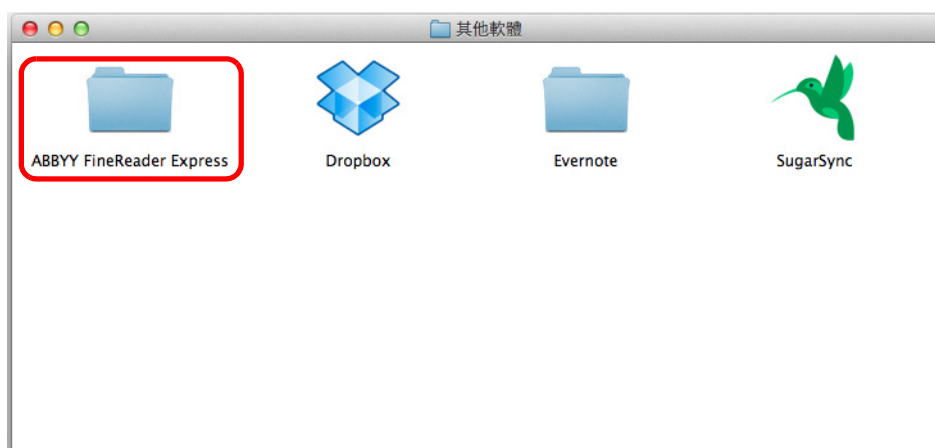 其他軟體
ABBYY FineReader Express
Dropbox
Evernote
SugarSync